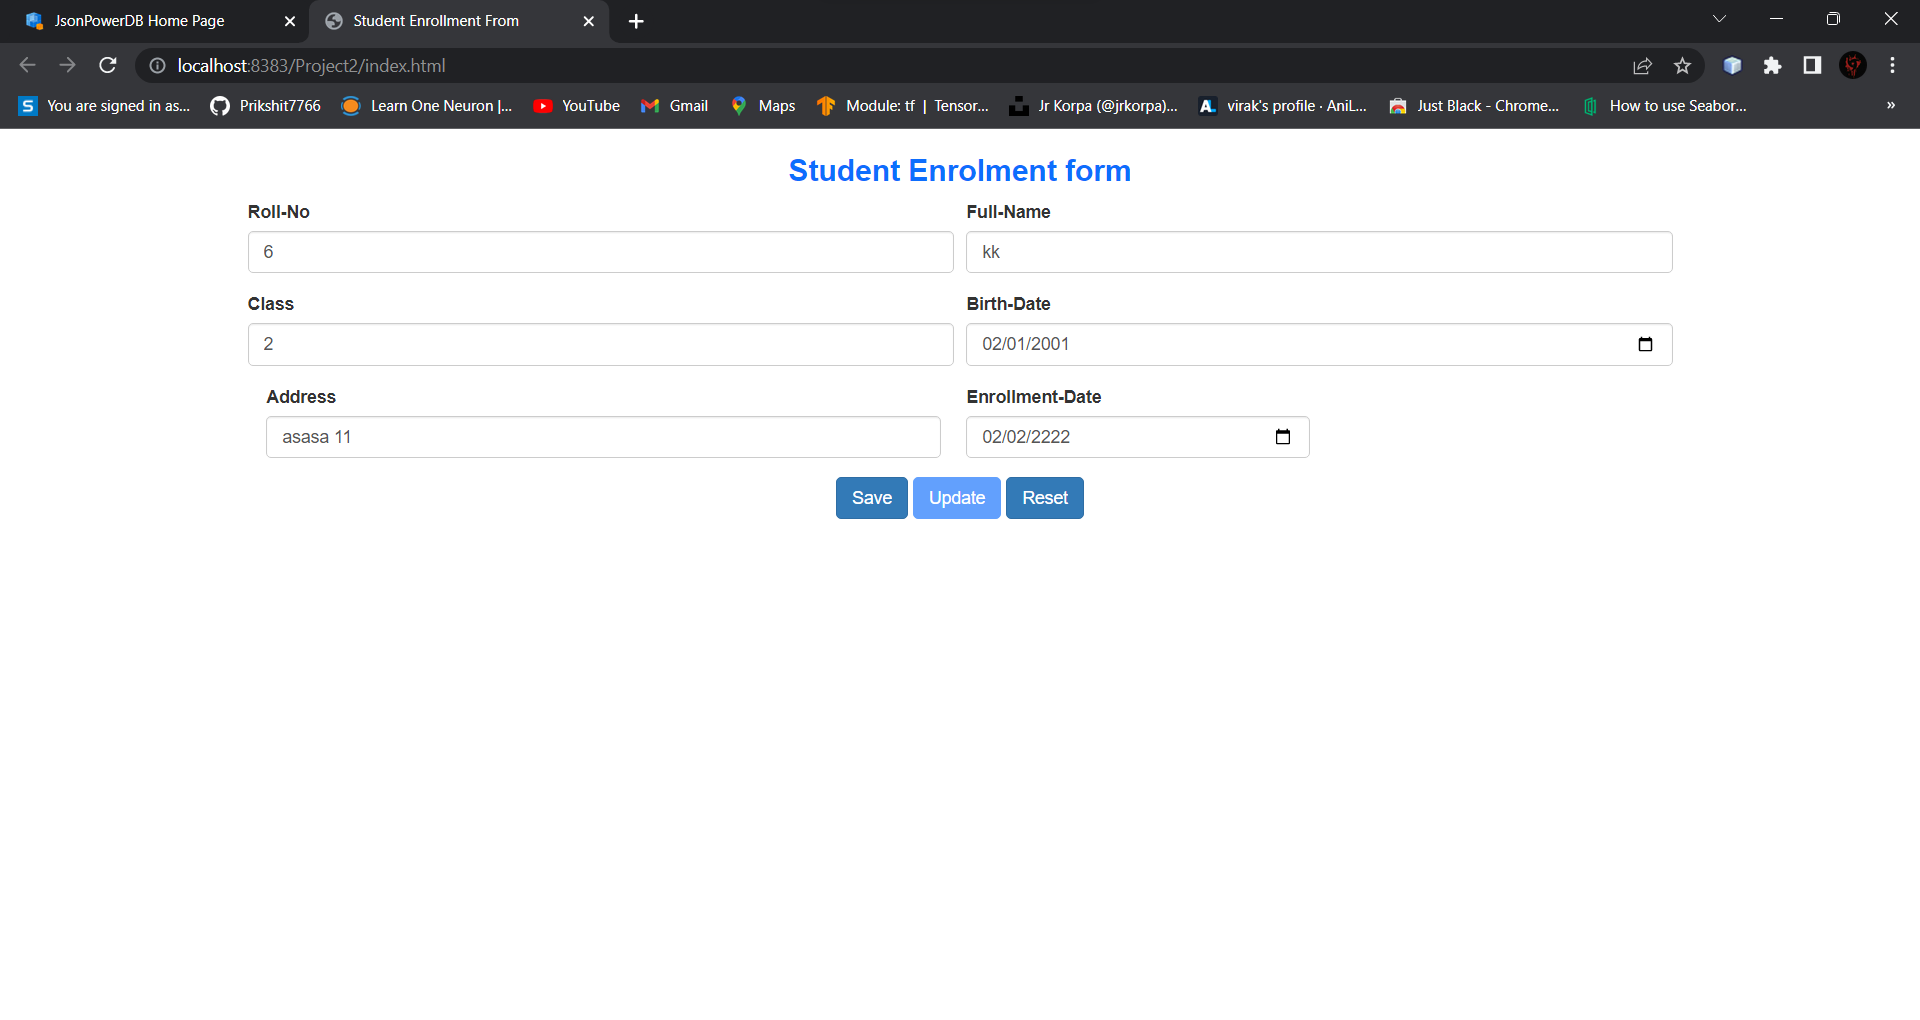 JsonPowerDB Home Page
Student Enrollment From
localhost:8383/Project2/index.html
You are signed in as...
Prikshit7766
Learn One Neuron |...
YouTube
Gmail
Maps
Module: tf | Tensor...
Jr Korpa (@jrkorpa)...
virak's profile · AniL...
Just Black - Chrome...
How to use Seabor...
Student Enrolment form
Roll-No
Full-Name
6
kk
Class
Birth-Date
2
02/01/2001
Address
Enrollment-Date
asasa 11
02/02/2222
Save
Update
Reset